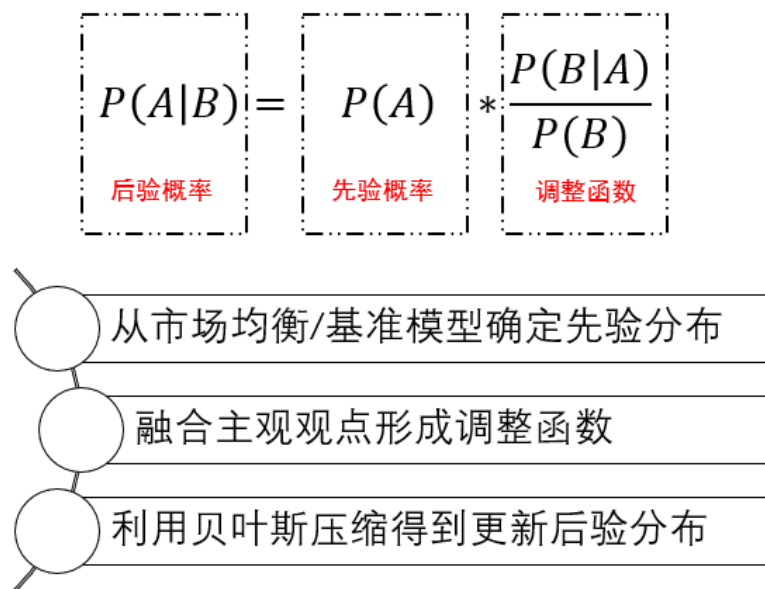 P(A|B) = P(A) * P(B|A) / P(B)
后验概率 先验概率 调整函数
从市场均衡/基准模型确定先验分布
融合主观观点形成调整函数
利用贝叶斯压缩得到更新后验分布